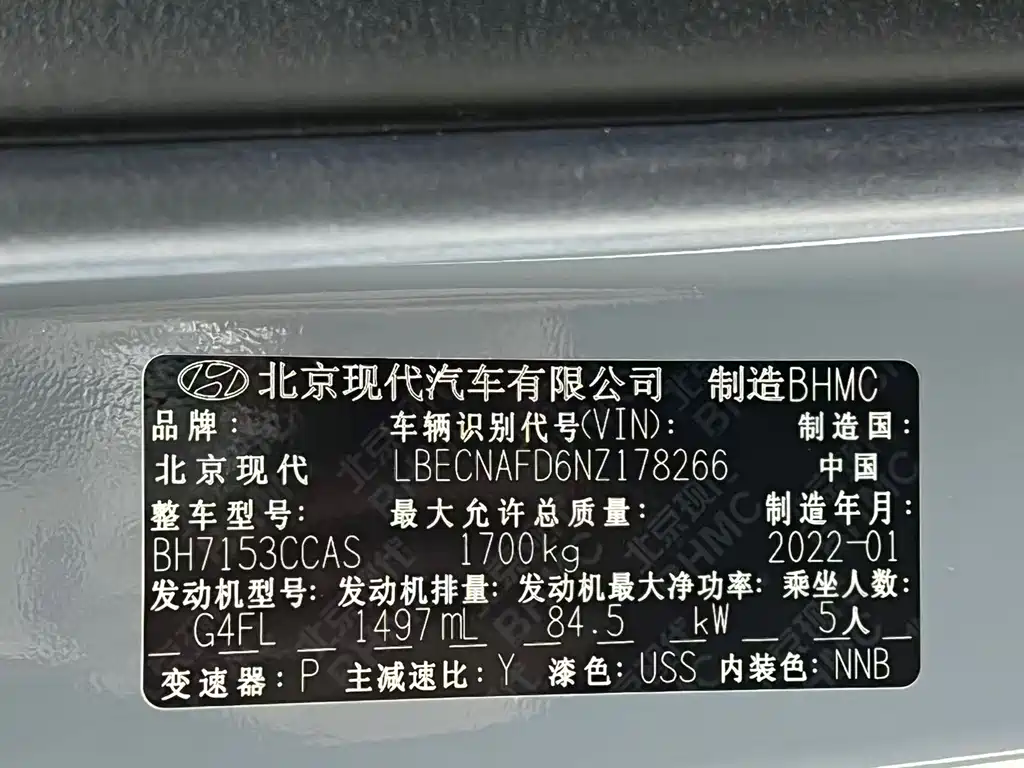 北京现代汽车有限公司 制造BHMC
品牌: 车辆识别代号(VIN): 制造国:
北京现代 LBECNAFD6NZ178266 中国
整车型号: 最大允许总质量: 制造年月:
BH7153CCAS 1700kg 2022-01
发动机型号: 发动机排量: 发动机最大净功率: 乘坐人数:
G4FL 1497mL 84.5 kW 5人
变速器: P 主减速比: Y 漆色: USS 内装色: NNB